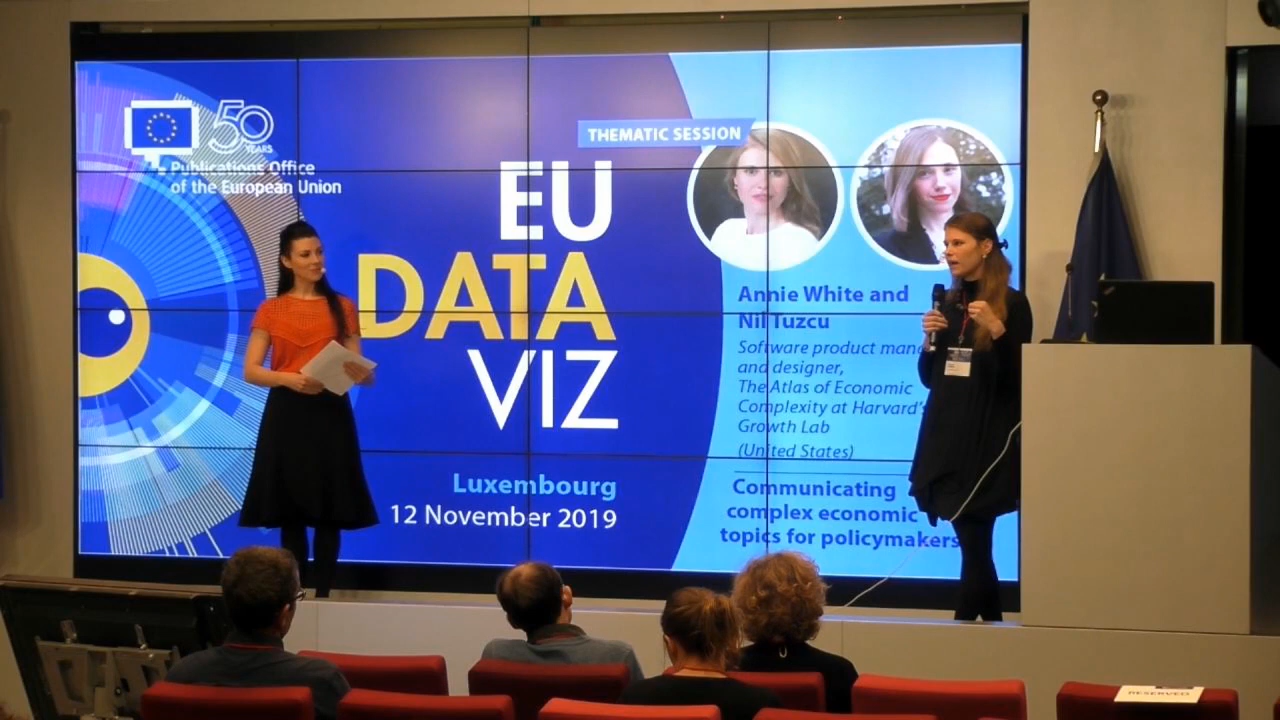 50
YEARS
Publications Office
of the European Union
THEMATIC SESSION
EU
DATA
VIZ
Luxembourg
12 November 2019
Annie White and
Nil Tuzcu
Software product
and designer,
The Atlas of Economic
Complexity at Harvard's
Growth Lab
(United States)
Communicating
complex economic
topics for policymakers
RESERVED